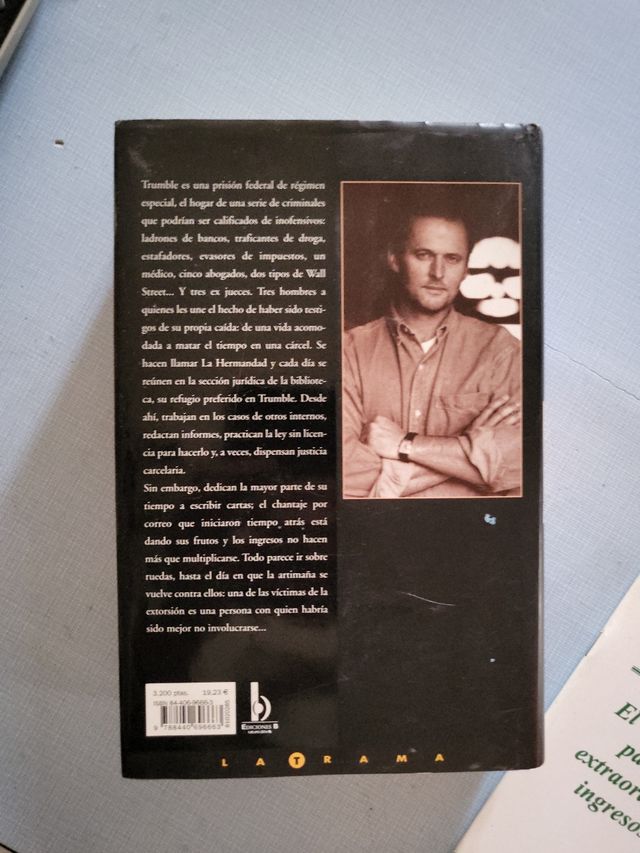 Trumble es una prisión federal de régimen
especial, el hogar de una serie de criminales
que podrían ser calificados de inofensivos:
ladrones de bancos, traficantes de droga,
estafadores, evasores de impuestos, un
médico, cinco abogados, dos tipos de Wall
Street... Y tres ex jueces. Tres hombres a
quienes les une el hecho de haber sido testi-
gos de su propia caída: de una vida acomo-
dada a matar el tiempo en una cárcel. Se
hacen llamar La Hermandad y cada día se
reúnen en la sección jurídica de la bibliote-
ca, su refugio preferido en Trumble. Desde
ahí, trabajan en los casos de otros internos,
redactan informes, practican la ley sin licen-
cia para hacerlo y, a veces, dispensan justicia
carcelaria.
Sin embargo, dedican la mayor parte de su
tiempo a escribir cartas; el chantaje por
correo que iniciaron tiempo atrás está
dando sus frutos y los ingresos no hacen
más que multiplicarse. Todo parece ir sobre
ruedas, hasta el día en que la artimaña se
vuelve contra ellos: una de las víctimas de la
extorsión es una persona con quien habría
sido mejor no involucrarse...
3.200 ptas. 19,23 €
ISBN 84-406-9666-3
9 788440 696663
EDICIONES B
LA TRAMA
El
pa
extraor
ingresos